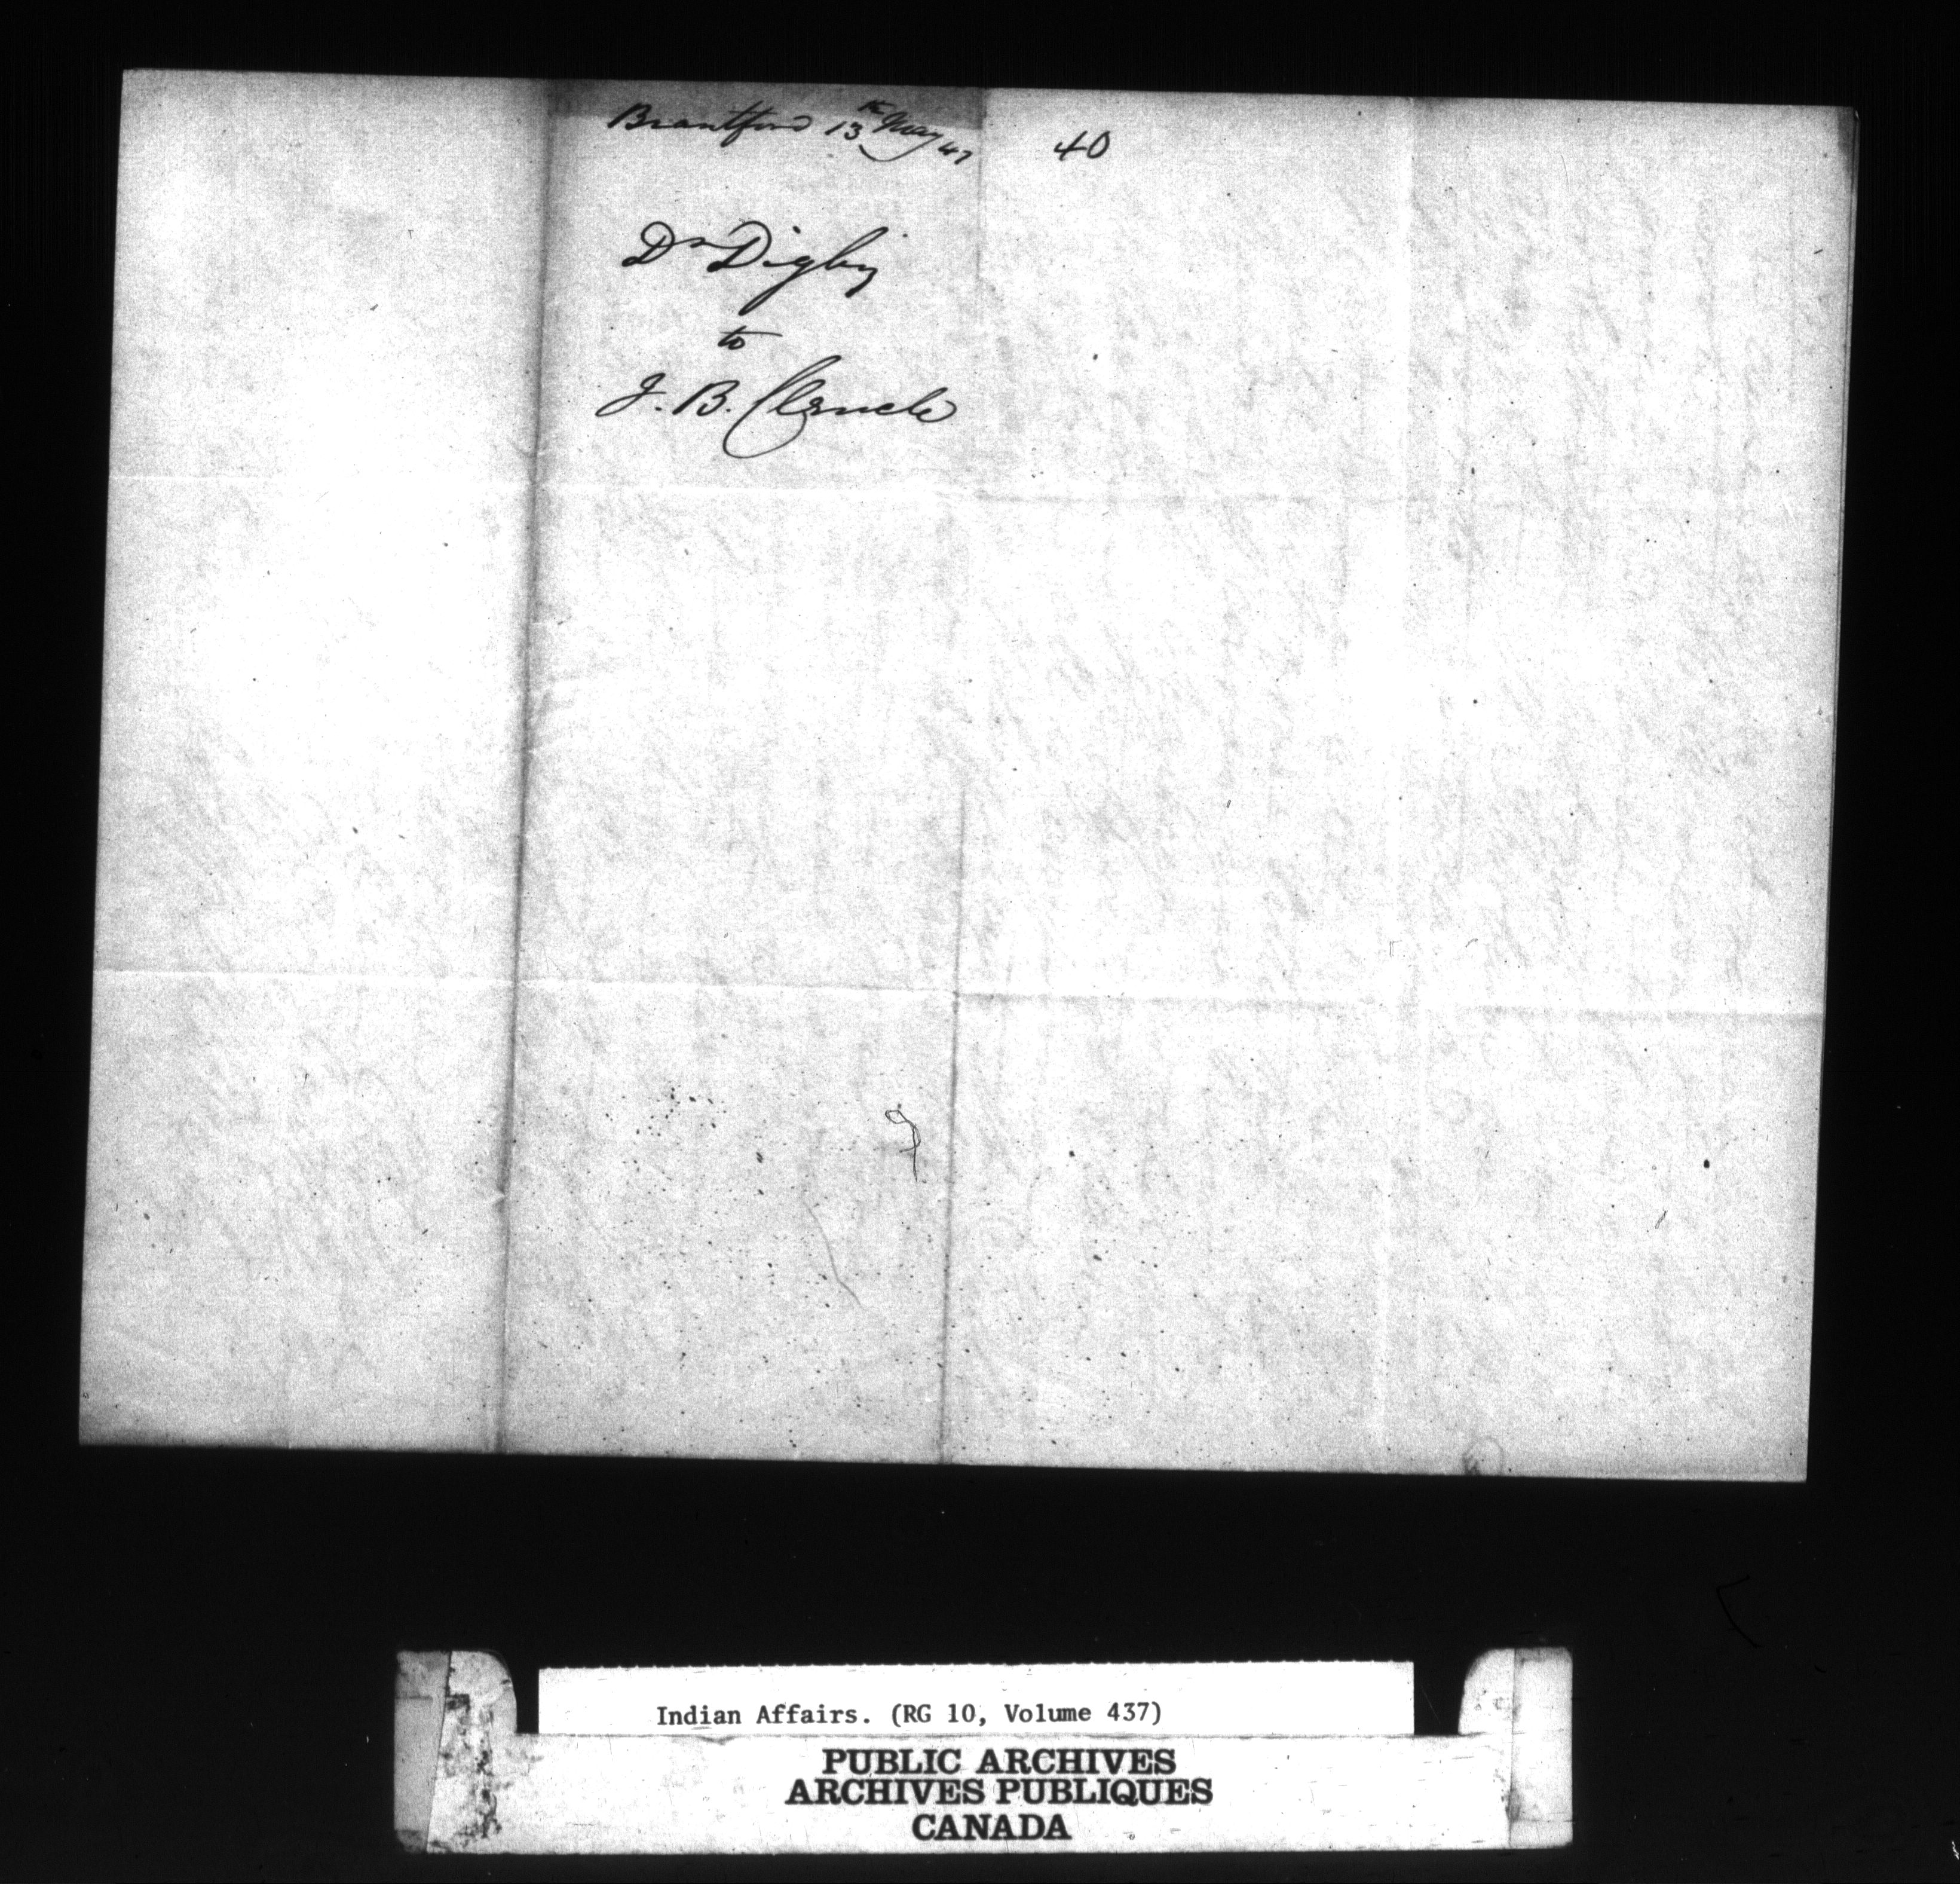 Brantford 13th May 47
40
Dr Digby
to
J. B. Clench
Indian Affairs. (RG 10, Volume 437)
PUBLIC ARCHIVES
ARCHIVES PUBLIQUES
CANADA